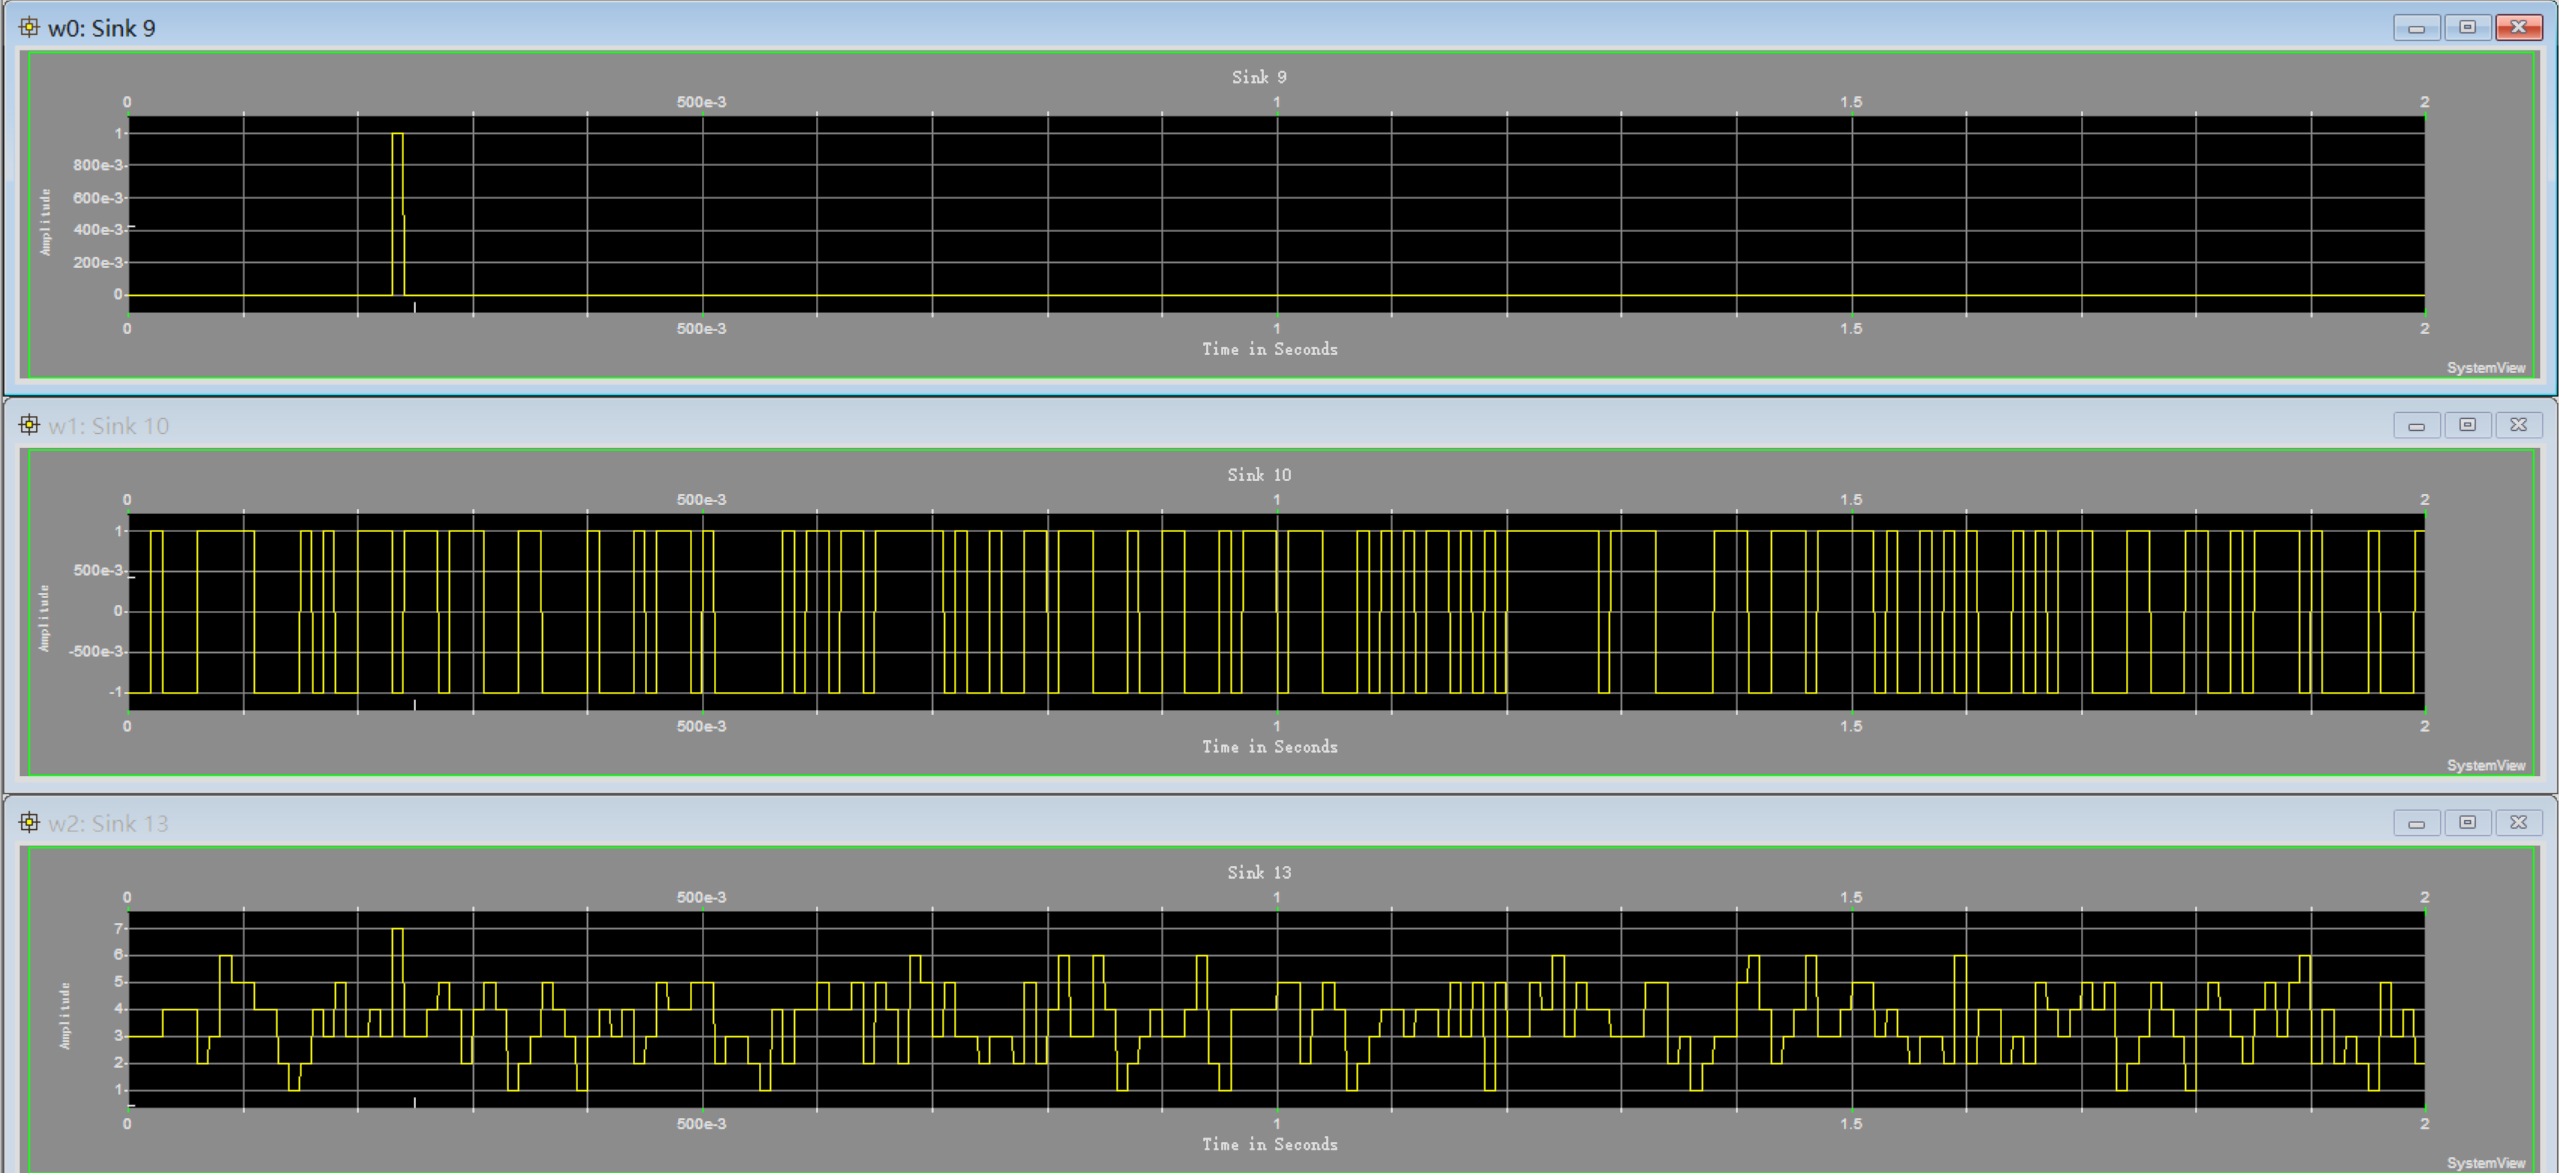 w0: Sink 9
Sink 9
0 500e-3 1 1.5 2
1
800e-3
600e-3
400e-3
200e-3
0
Amplitude
0 500e-3 1 1.5 2
Time in Seconds
SystemView
w1: Sink 10
Sink 10
0 500e-3 1 1.5 2
1
500e-3
0
-500e-3
-1
Amplitude
0 500e-3 1 1.5 2
Time in Seconds
SystemView
w2: Sink 13
Sink 13
0 500e-3 1 1.5 2
7
6
5
4
3
2
1
Amplitude
0 500e-3 1 1.5 2
Time in Seconds
SystemView